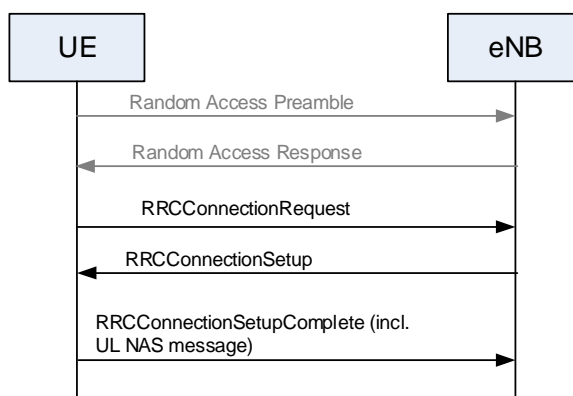 UE
eNB
Random Access Preamble
Random Access Response
RRCConnectionRequest
RRCConnectionSetup
RRCConnectionSetupComplete (incl.
UL NAS message)